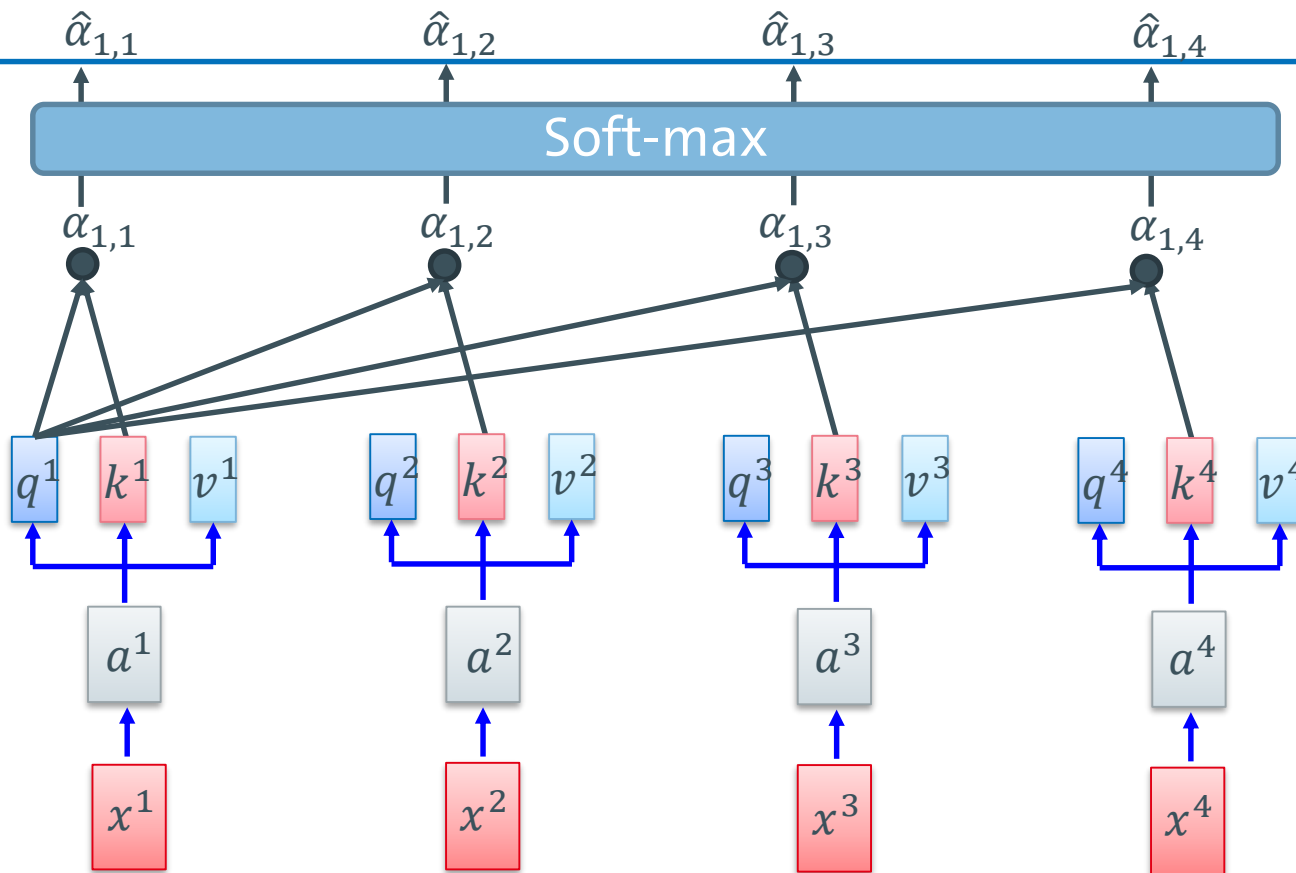 α̂₁,₁ α̂₁,₂ α̂₁,₃ α̂₁,₄
Soft-max
α₁,₁ α₁,₂ α₁,₃ α₁,₄
q¹ k¹ v¹ q² k² v² q³ k³ v³ q⁴ k⁴ v⁴
a¹ a² a³ a⁴
x¹ x² x³ x⁴